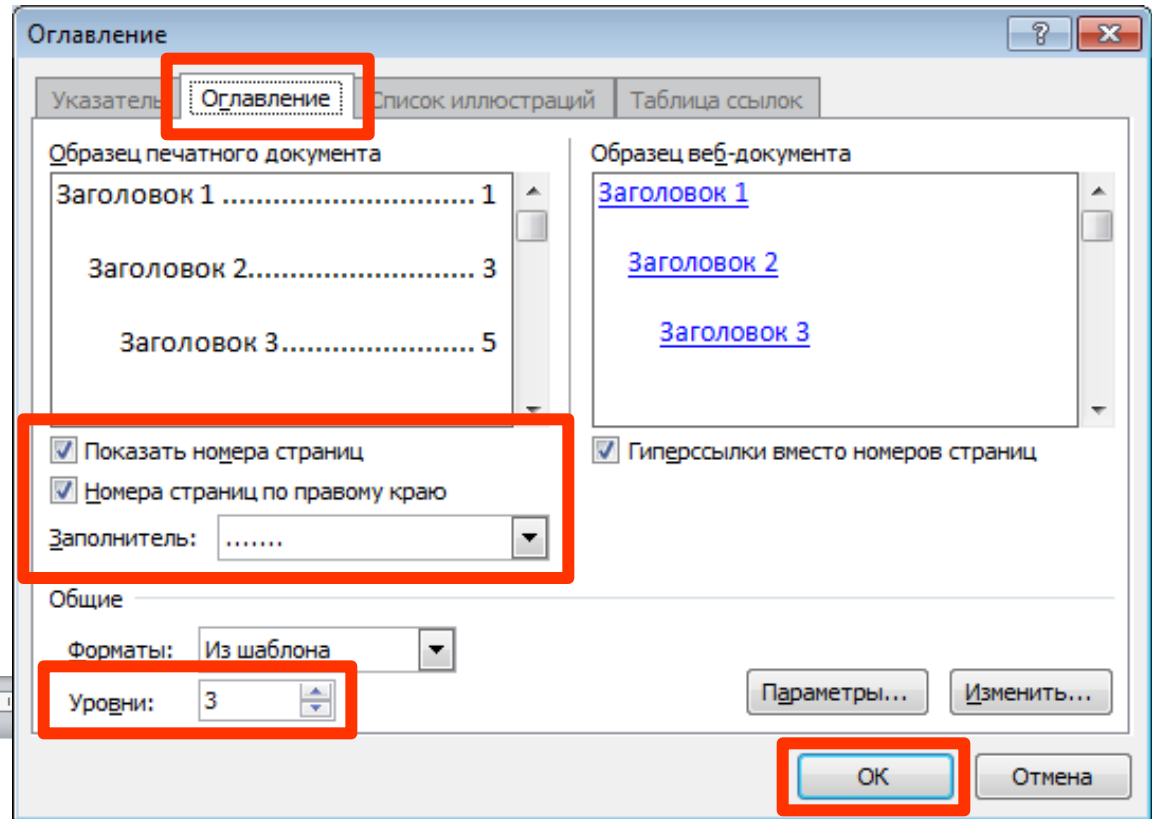 Оглавление
Указатель Оглавление Список иллюстраций Таблица ссылок
Образец печатного документа
Заголовок 1 ............................. 1
Заголовок 2.......................... 3
Заголовок 3...................... 5
Образец веб-документа
Заголовок 1
Заголовок 2
Заголовок 3
Показать номера страниц
Номера страниц по правому краю
Заполнитель: .......
Гиперссылки вместо номеров страниц
Общие
Форматы: Из шаблона
Уровни: 3
Параметры... Изменить...
ОК Отмена